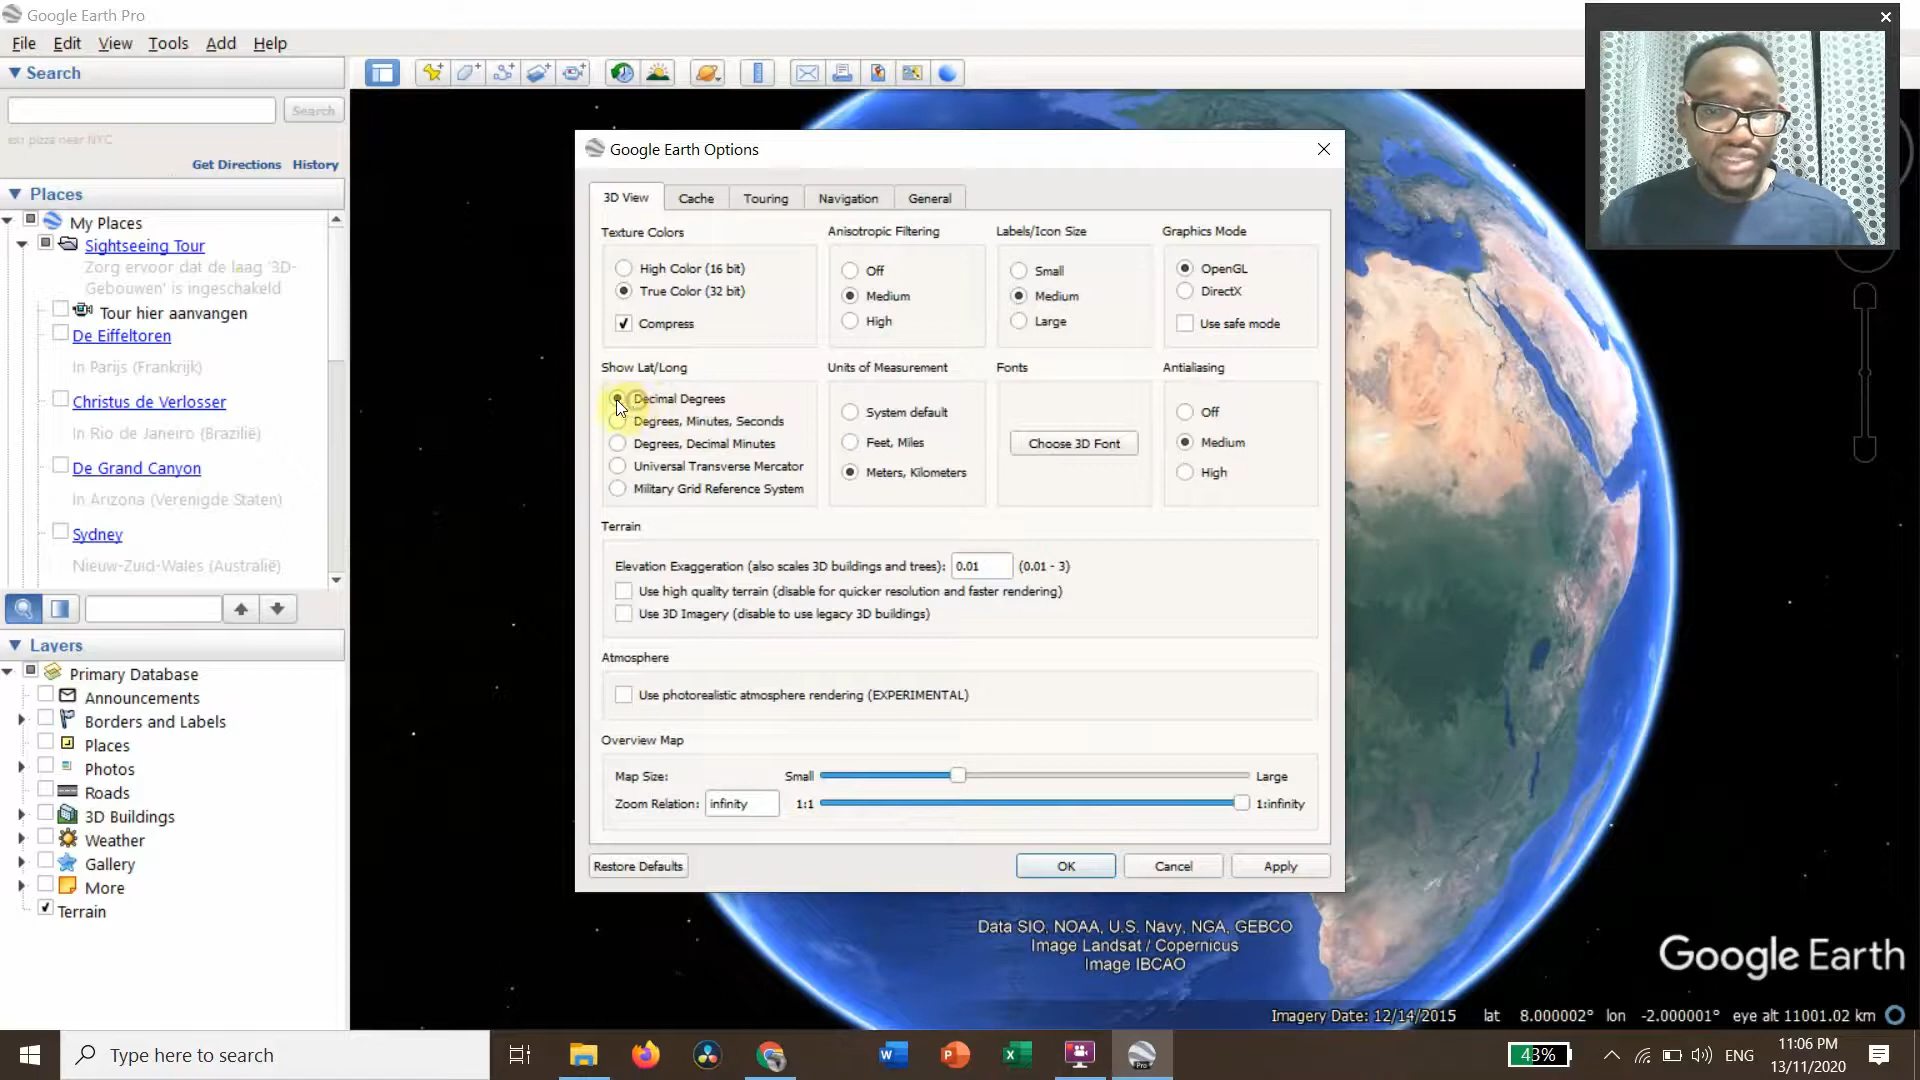 Google Earth Pro
File Edit View Tools Add Help
Search
Search
ex: pizza near NYC
Get Directions History
Places
My Places
Sightseeing Tour
Zorg ervoor dat de laag '3D-
Gebouwen' is ingeschakeld
Tour hier aanvangen
De Eiffeltoren
In Parijs (Frankrijk)
Christus de Verlosser
In Rio de Janeiro (Brazilië)
De Grand Canyon
In Arizona (Verenigde Staten)
Sydney
Nieuw-Zuid-Wales (Australië)
Layers
Primary Database
Announcements
Borders and Labels
Places
Photos
Roads
3D Buildings
Weather
Gallery
More
Terrain
Google Earth Options
3D View Cache Touring Navigation General
Texture Colors
High Color (16 bit)
True Color (32 bit)
Compress
Anisotropic Filtering
Off
Medium
High
Labels/Icon Size
Small
Medium
Large
Graphics Mode
OpenGL
DirectX
Use safe mode
Show Lat/Long
Decimal Degrees
Degrees, Minutes, Seconds
Degrees, Decimal Minutes
Universal Transverse Mercator
Military Grid Reference System
Units of Measurement
System default
Feet, Miles
Meters, Kilometers
Fonts
Choose 3D Font
Antialiasing
Off
Medium
High
Terrain
Elevation Exaggeration (also scales 3D buildings and trees): 0.01 (0.01 - 3)
Use high quality terrain (disable for quicker resolution and faster rendering)
Use 3D Imagery (disable to use legacy 3D buildings)
Atmosphere
Use photorealistic atmosphere rendering (EXPERIMENTAL)
Overview Map
Map Size: Small Large
Zoom Relation: infinity 1:1 1:infinity
Restore Defaults OK Cancel Apply
Data SIO, NOAA, U.S. Navy, NGA, GEBCO
Image Landsat / Copernicus
Image IBCAO
Google Earth
Imagery Date: 12/14/2015 lat 8.000002° lon -2.000001° eye alt 11001.02 km
Type here to search
43%
ENG
11:06 PM
13/11/2020